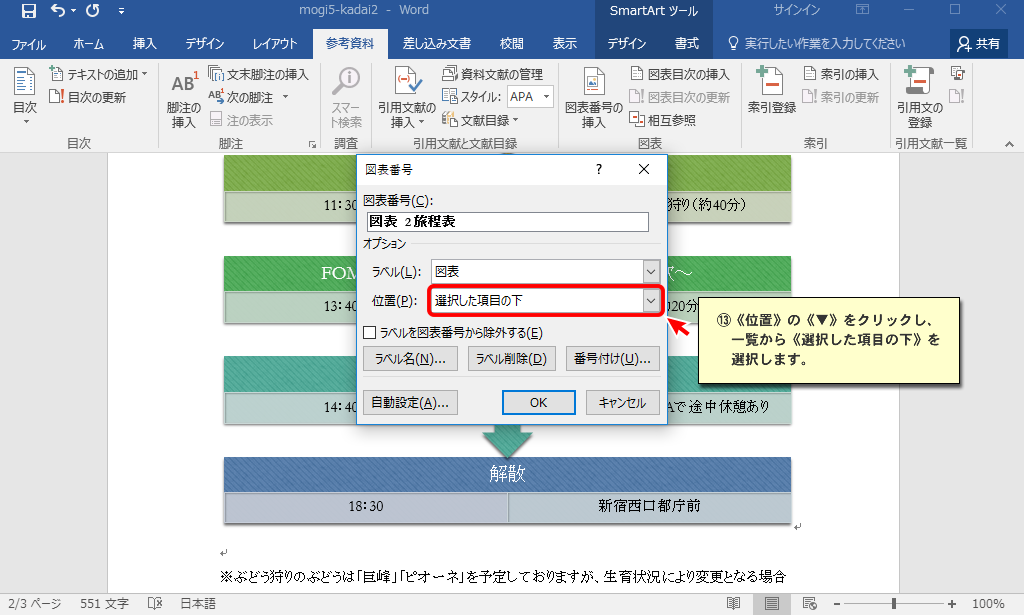 mogi5-kadai2 - Word
SmartArt ツール
サインイン
ファイル ホーム 挿入 デザイン レイアウト 参考資料 差し込み文書 校閲 表示 デザイン 書式 実行したい作業を入力してください 共有
目次
テキストの追加
目次の更新
目次
AB1
脚注の
挿入
文末脚注の挿入
AB1 次の脚注
注の表示
脚注
スマー
ト検索
調査
引用文献の
挿入
資料文献の管理
スタイル: APA
文献目録
引用文献と文献目録
図表番号の
挿入
図表目次の挿入
図表目次の更新
相互参照
図表
索引登録
索引の挿入
索引の更新
索引
引用文の
登録
引用文献一覧
11:30
狩り(約40分)
FOM
13:40
20分
14:40
Aで途中休憩あり
解散
18:30 新宿西口都庁前
※ぶどう狩りのぶどうは「巨峰」「ピオーネ」を予定しておりますが、生育状況により変更となる場合
図表番号 ?
図表番号(C):
図表 2旅程表
オプション
ラベル(L): 図表
位置(P): 選択した項目の下
ラベルを図表番号から除外する(E)
ラベル名(N)... ラベル削除(D) 番号付け(U)...
自動設定(A)... OK キャンセル
⑬《位置》の《▼》をクリックし、
一覧から《選択した項目の下》を
選択します。
2/3 ページ 551 文字 日本語 100%